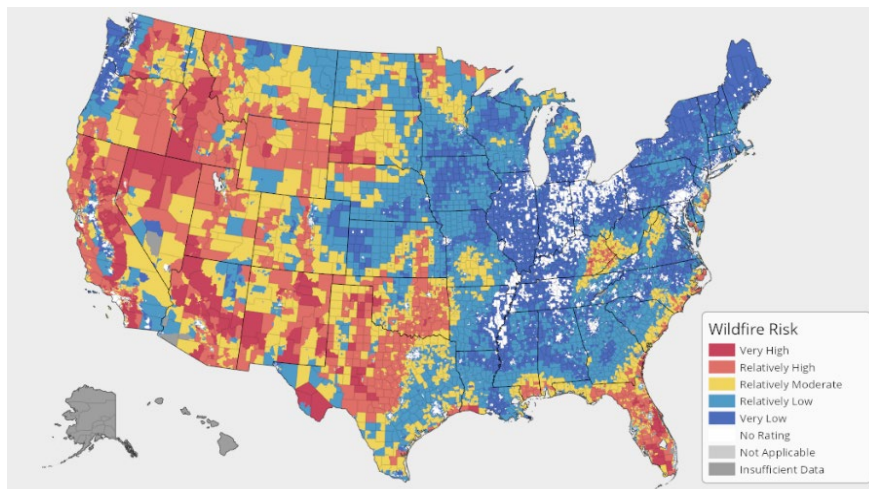 Wildfire Risk
Very High
Relatively High
Relatively Moderate
Relatively Low
Very Low
No Rating
Not Applicable
Insufficient Data